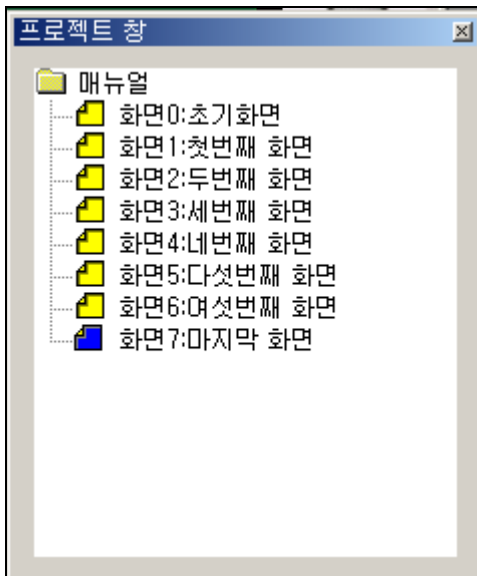 프로젝트 창
매뉴얼
화면0:초기화면
화면1:첫번째 화면
화면2:두번째 화면
화면3:세번째 화면
화면4:네번째 화면
화면5:다섯번째 화면
화면6:여섯번째 화면
화면7:마지막 화면